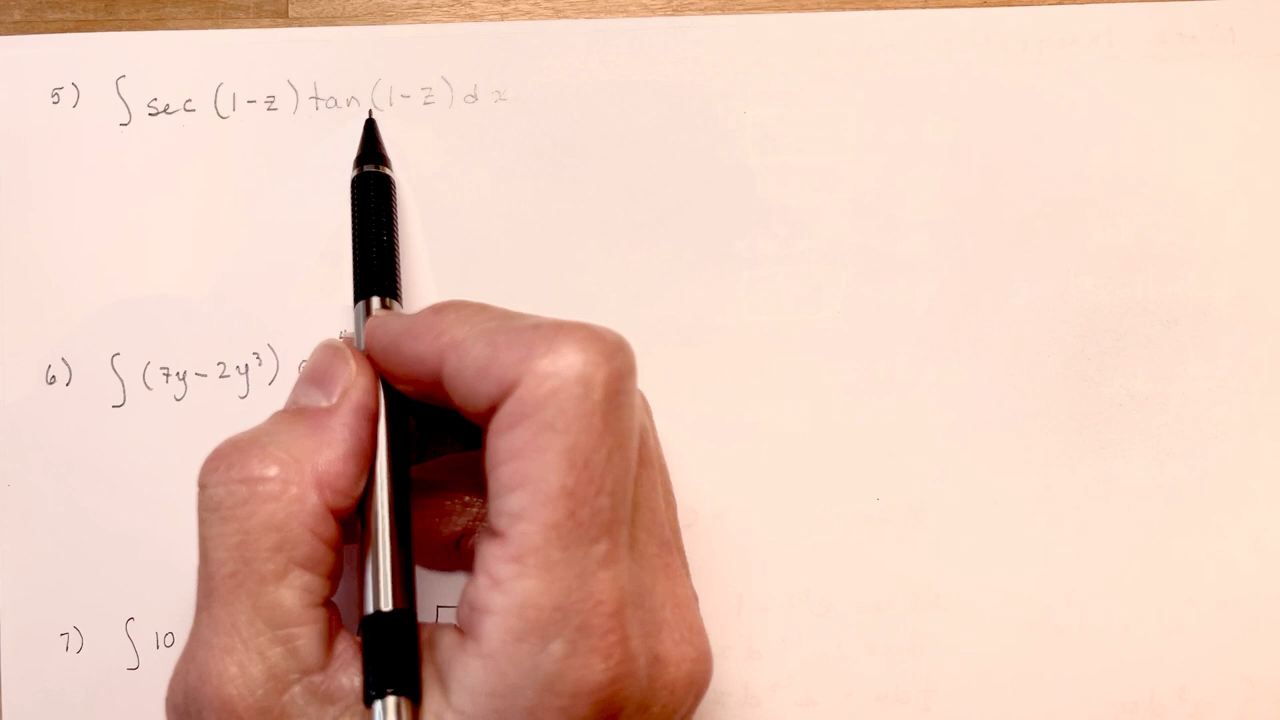 5) ∫ sec (1-z) tan (1-z) dx
6) ∫ (7y-2y³)
7) ∫ 10